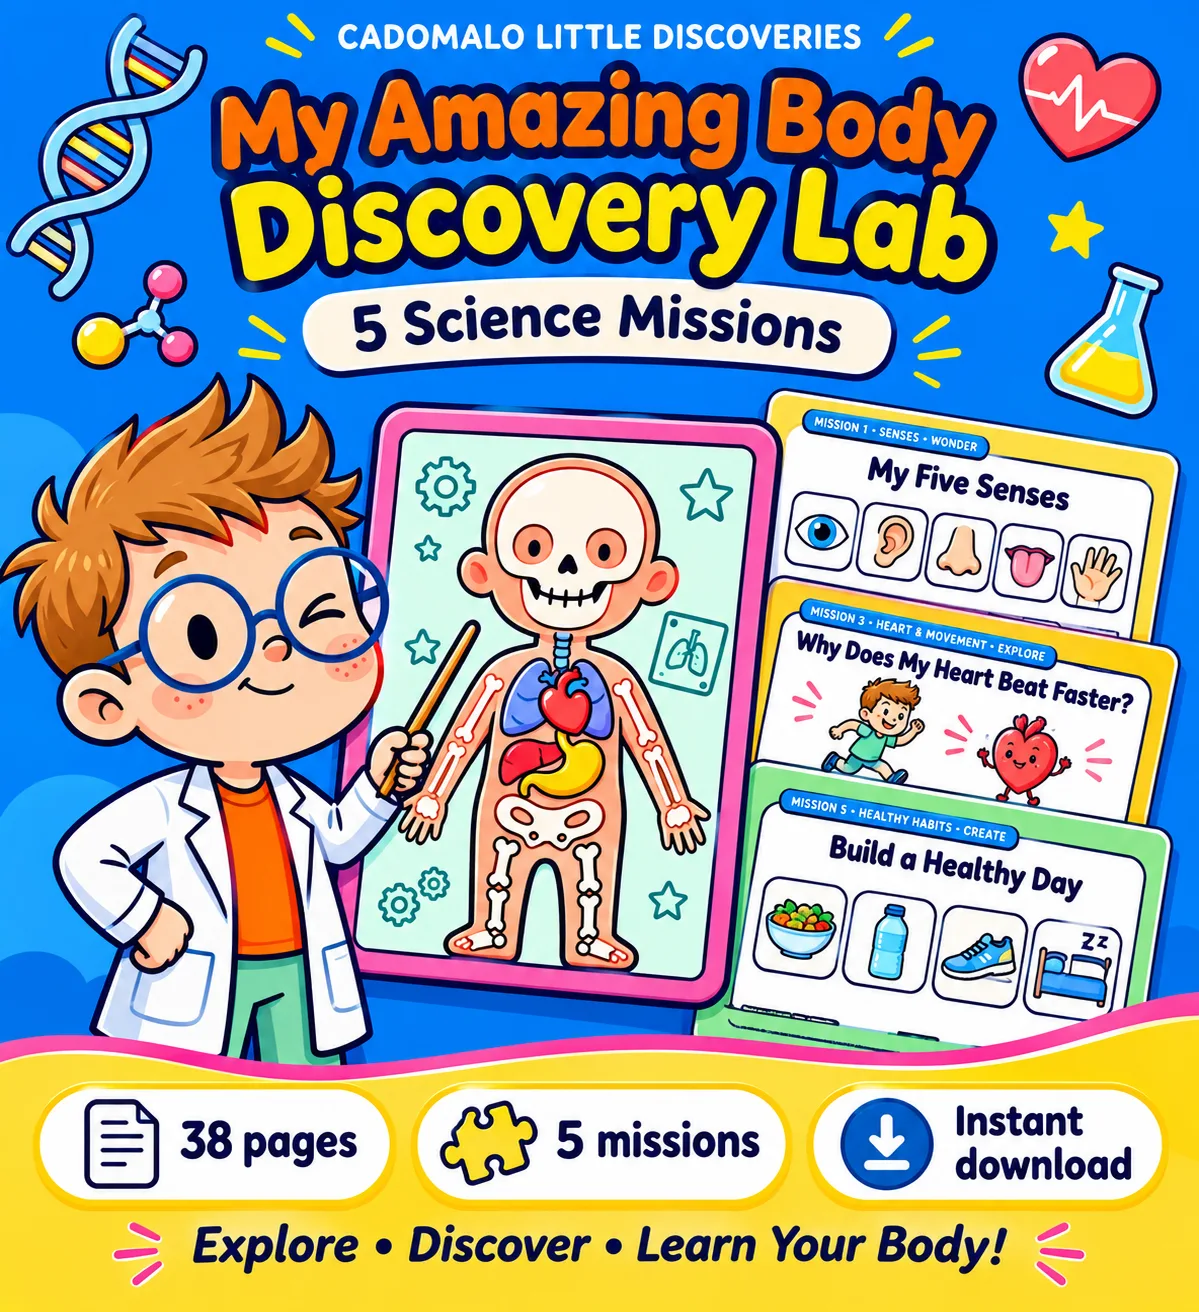 CADOMALO LITTLE DISCOVERIES
My Amazing Body
Discovery Lab
5 Science Missions
MISSION 1 • SENSES • WONDER
My Five Senses
MISSION 3 • HEART & MOVEMENT • EXPLORE
Why Does My Heart Beat Faster?
MISSION 5 • HEALTHY HABITS • CREATE
Build a Healthy Day
Z Z
38 pages
5 missions
Instant
download
Explore • Discover • Learn Your Body!